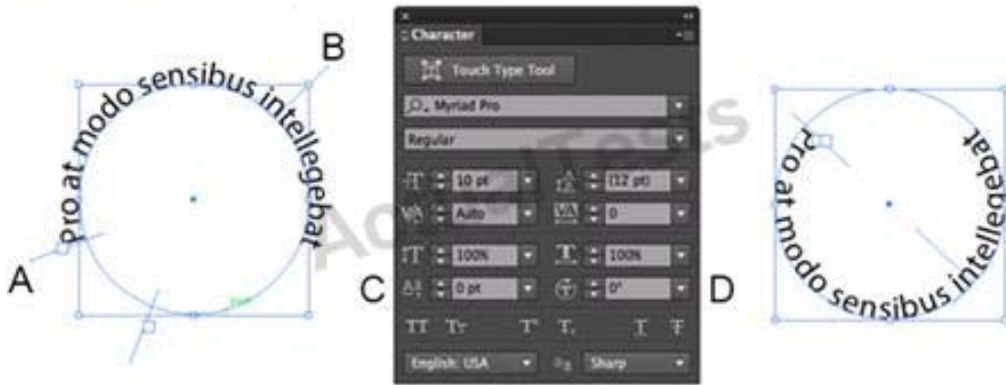 B
Pro at modo sensibus intellegebat
A
C
Character
Touch Type Tool
Myriad Pro
Regular
10 pt
(12 pt)
Auto
0
100%
100%
0 pt
0°
English: USA
Sharp
D
Pro at modo sensibus intellegebat